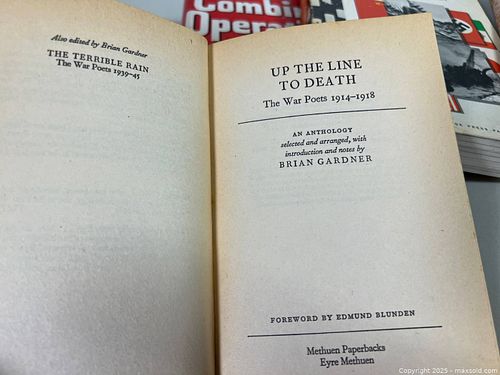 Combin
Operati
Also edited by Brian Gardner
THE TERRIBLE RAIN
The War Poets 1939–45
UP THE LINE
TO DEATH
The War Poets 1914–1918
AN ANTHOLOGY
selected and arranged, with
introduction and notes by
BRIAN GARDNER
FOREWORD BY EDMUND BLUNDEN
Methuen Paperbacks
Eyre Methuen
Copyright 2025 - maxsold.com